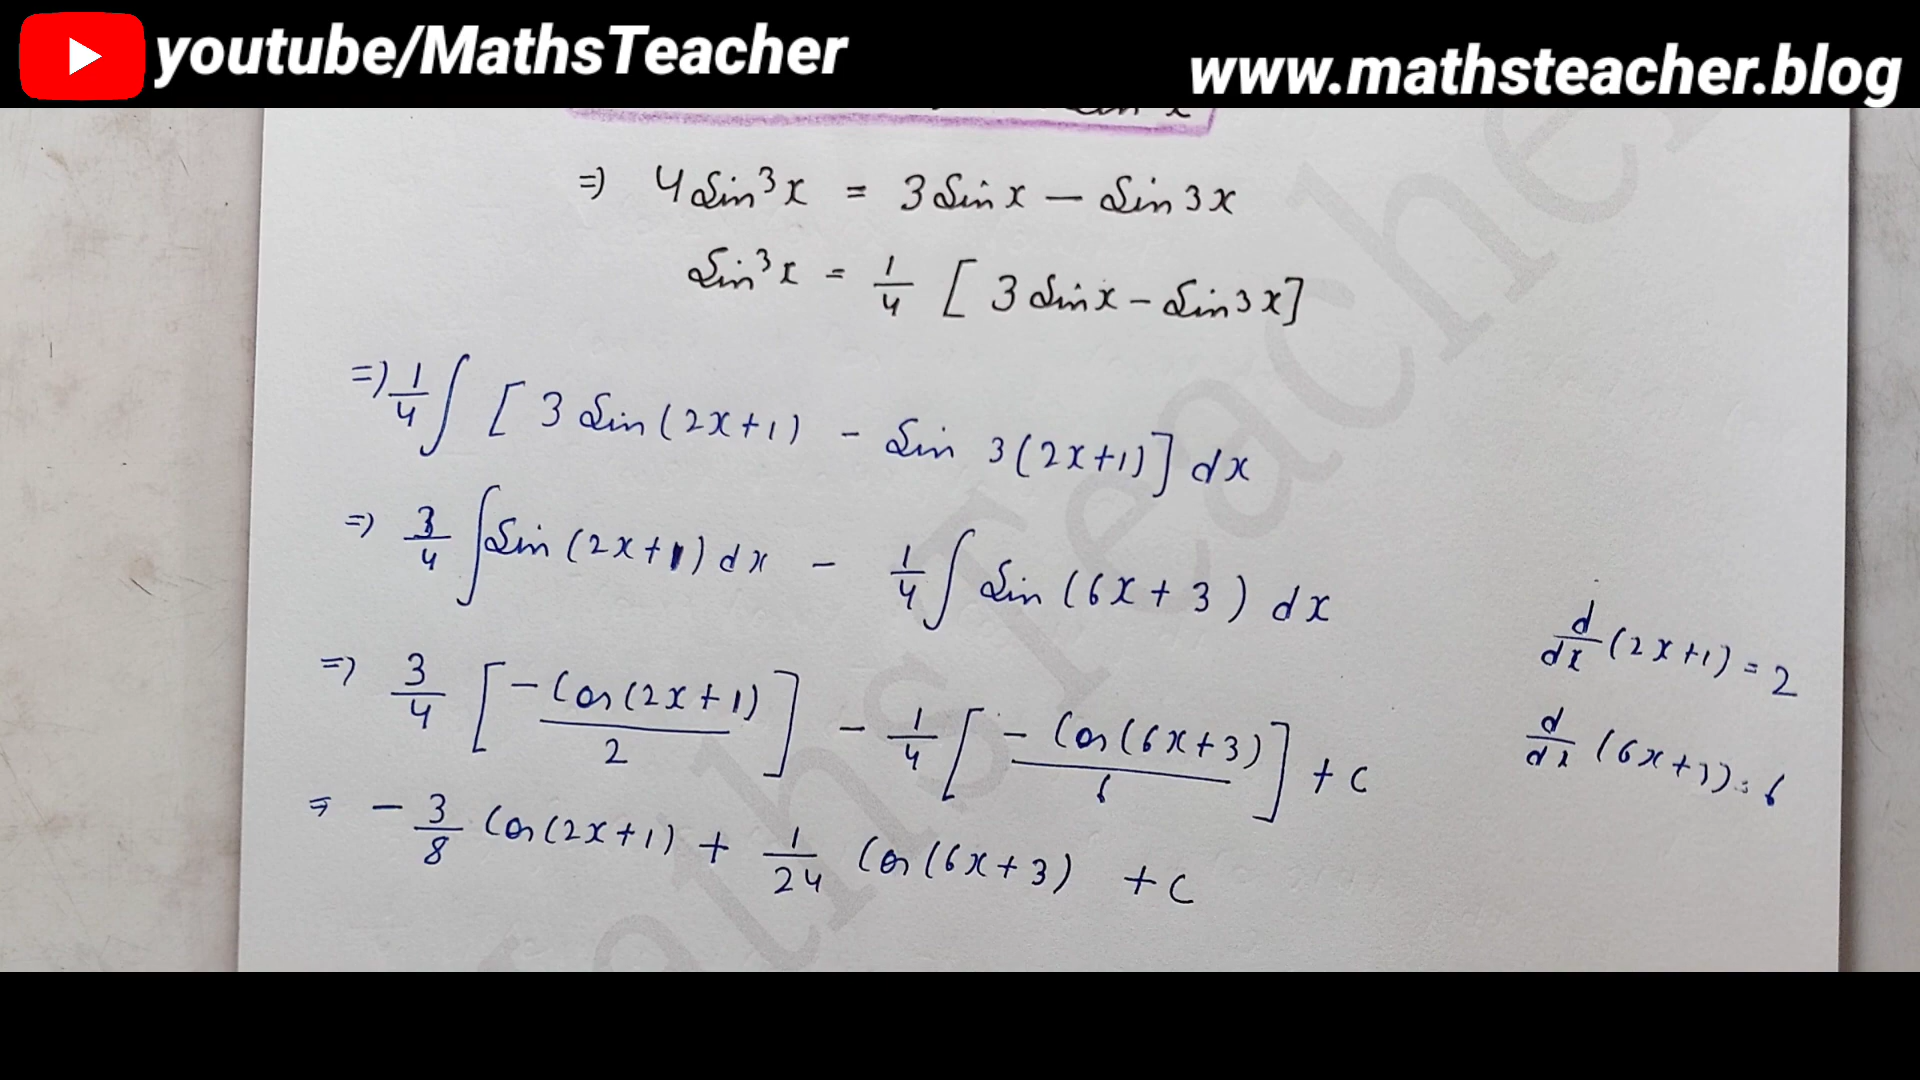 youtube/MathsTeacher
www.mathsteacher.blog
Sin x
=) 4 Sin³x = 3 Sin x − Sin 3x
Sin³x = 1/4 [ 3 Sin x − Sin 3x ]
=) 1/4 ∫ [ 3 Sin (2x+1) − Sin 3(2x+1) ] dx
=) 3/4 ∫ Sin (2x+1) dx − 1/4 ∫ Sin (6x+3) dx
=) 3/4 [ −Cos(2x+1)/2 ] − 1/4 [ −Cos(6x+3)/6 ] + C
=) −3/8 Cos(2x+1) + 1/24 Cos(6x+3) + C
d/dx (2x+1) = 2
d/dx (6x+3) = 6
MathsTeacher